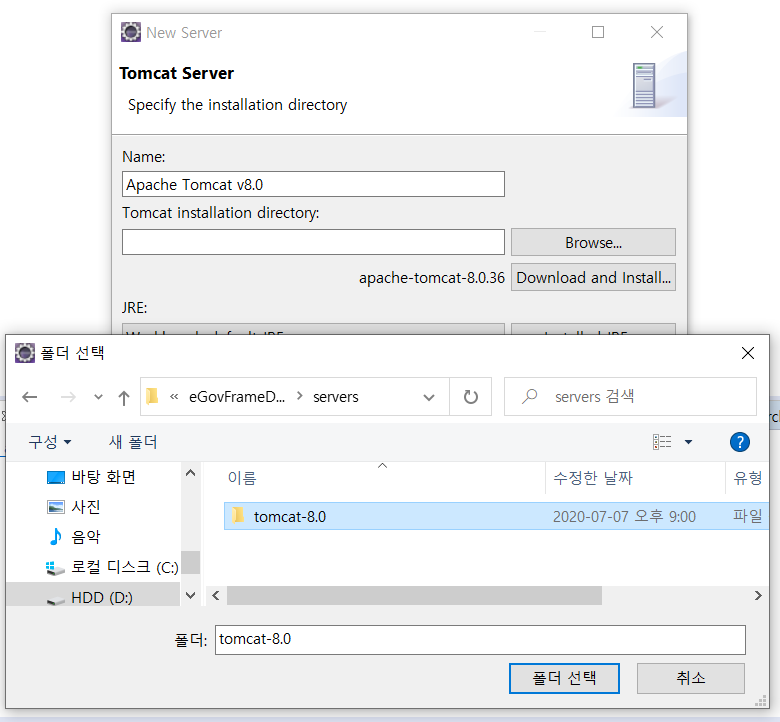 New Server
Tomcat Server
Specify the installation directory
Name:
Apache Tomcat v8.0
Tomcat installation directory:
Browse...
apache-tomcat-8.0.36 Download and Install...
JRE:
폴더 선택
« eGovFrameD... > servers
servers 검색
구성 새 폴더
바탕 화면
사진
음악
로컬 디스크 (C:)
HDD (D:)
이름 수정한 날짜 유형
tomcat-8.0 2020-07-07 오후 9:00 파일
폴더: tomcat-8.0
폴더 선택 취소